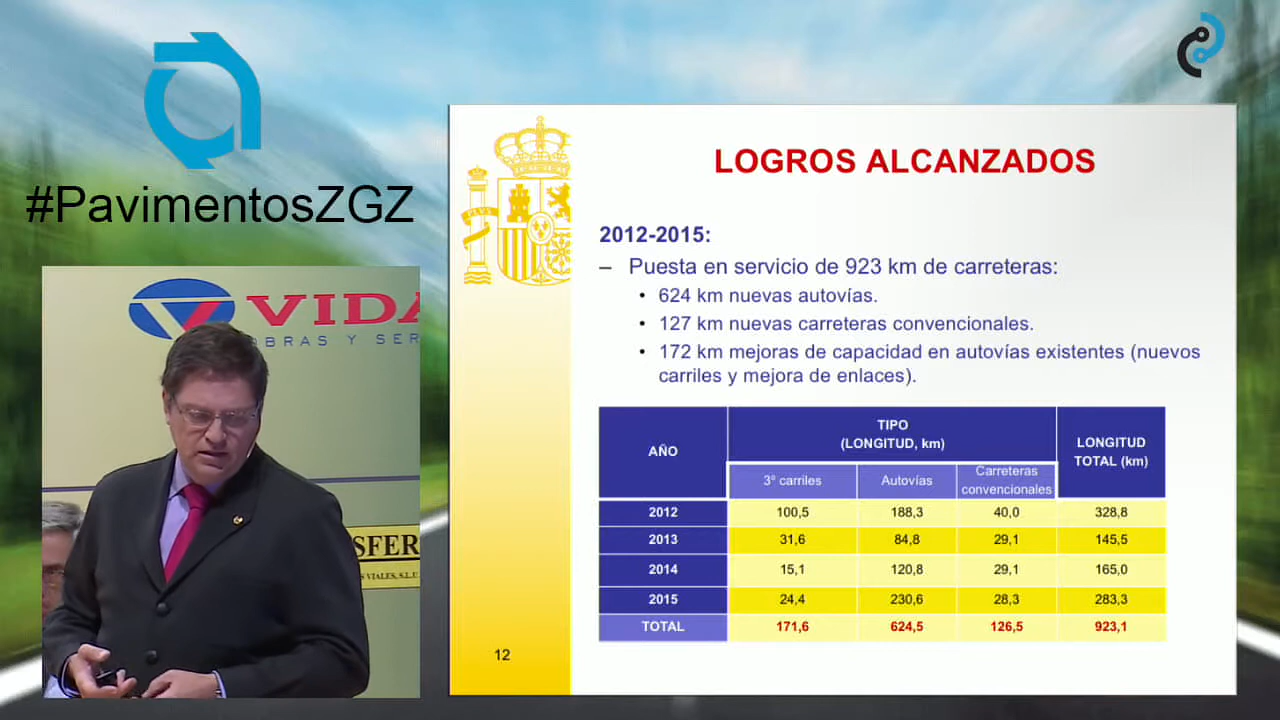 #PavimentosZGZ
VIDA
OBRAS Y SER
SFER
S VIALES, S.L.U.
PLVS
LOGROS ALCANZADOS
2012-2015:
– Puesta en servicio de 923 km de carreteras:
• 624 km nuevas autovías.
• 127 km nuevas carreteras convencionales.
• 172 km mejoras de capacidad en autovías existentes (nuevos
carriles y mejora de enlaces).
AÑO TIPO (LONGITUD, km) LONGITUD TOTAL (km)
3º carriles Autovías Carreteras convencionales
2012 100,5 188,3 40,0 328,8
2013 31,6 84,8 29,1 145,5
2014 15,1 120,8 29,1 165,0
2015 24,4 230,6 28,3 283,3
TOTAL 171,6 624,5 126,5 923,1
12